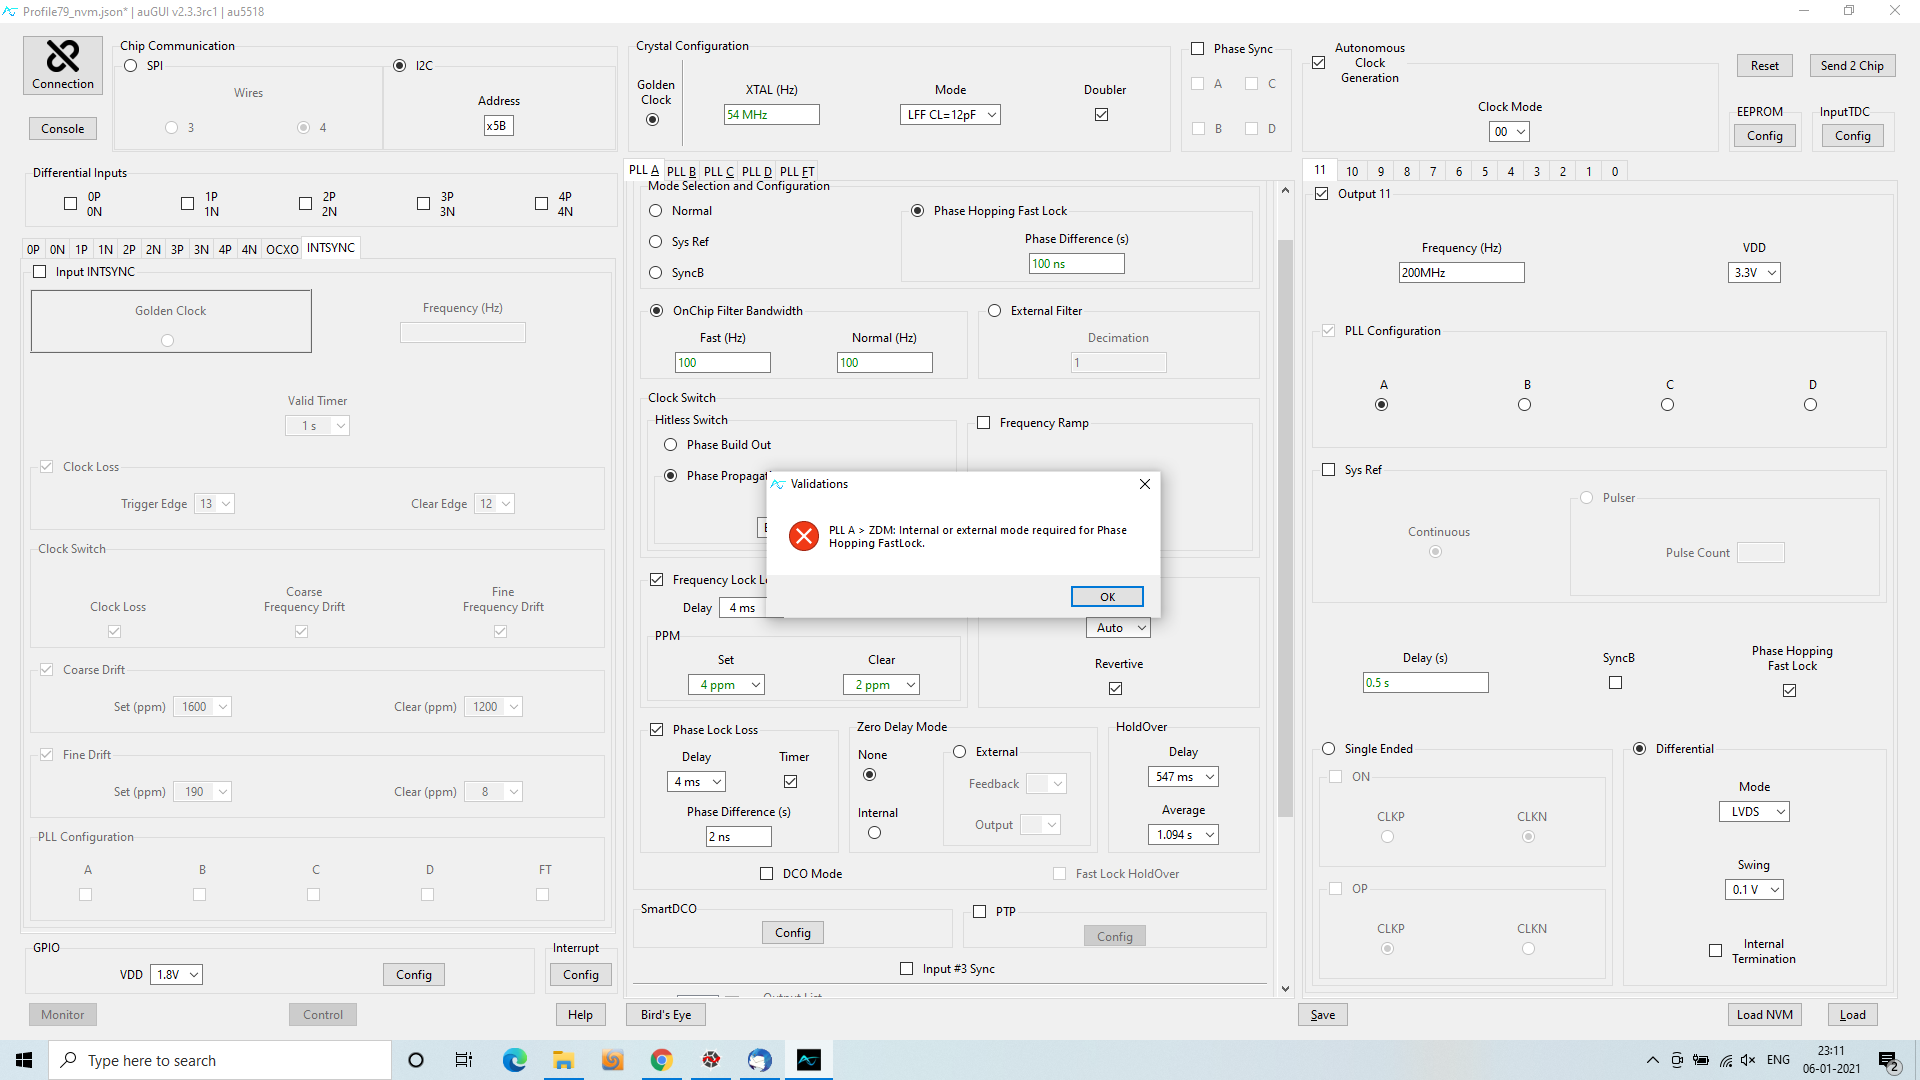 Profile79_nvm.json* | auGUI v2.3.3rc1 | au5518
Connection
Console
Chip Communication
SPI
Wires
3
4
I2C
Address
x5B
Crystal Configuration
Golden
Clock
XTAL (Hz)
54 MHz
Mode
LFF CL=12pF
Doubler
Phase Sync
A
C
B
D
Autonomous
Clock
Generation
Clock Mode
00
Reset
Send 2 Chip
EEPROM
Config
InputTDC
Config
Differential Inputs
0P
0N
1P
1N
2P
2N
3P
3N
4P
4N
0P 0N 1P 1N 2P 2N 3P 3N 4P 4N OCXO INTSYNC
Input INTSYNC
Golden Clock
Frequency (Hz)
Valid Timer
1 s
Clock Loss
Trigger Edge 13
Clear Edge 12
Clock Switch
Clock Loss
Coarse
Frequency Drift
Fine
Frequency Drift
Coarse Drift
Set (ppm) 1600
Clear (ppm) 1200
Fine Drift
Set (ppm) 190
Clear (ppm) 8
PLL Configuration
A B C D FT
GPIO
VDD 1.8V
Config
Interrupt
Config
Monitor
Control
Help
PLL A PLL B PLL C PLL D PLL FT
Mode Selection and Configuration
Normal
Sys Ref
SyncB
Phase Hopping Fast Lock
Phase Difference (s)
100 ns
OnChip Filter Bandwidth
Fast (Hz)
100
Normal (Hz)
100
External Filter
Decimation
1
Clock Switch
Hitless Switch
Phase Build Out
Phase Propagat
Frequency Ramp
Validations
PLL A > ZDM: Internal or external mode required for Phase
Hopping FastLock.
OK
Frequency Lock L
Delay 4 ms
PPM
Set
4 ppm
Clear
2 ppm
Auto
Revertive
Phase Lock Loss
Delay
4 ms
Timer
Phase Difference (s)
2 ns
Zero Delay Mode
None
Internal
External
Feedback
Output
HoldOver
Delay
547 ms
Average
1.094 s
DCO Mode
Fast Lock HoldOver
SmartDCO
Config
PTP
Config
Input #3 Sync
Output List
Bird's Eye
11 10 9 8 7 6 5 4 3 2 1 0
Output 11
Frequency (Hz)
200MHz
VDD
3.3V
PLL Configuration
A B C D
Sys Ref
Continuous
Pulser
Pulse Count
Delay (s)
0.5 s
SyncB
Phase Hopping
Fast Lock
Single Ended
ON
CLKP
CLKN
OP
CLKP
CLKN
Differential
Mode
LVDS
Swing
0.1 V
Internal
Termination
Save
Load NVM
Load
Type here to search
ENG
23:11
06-01-2021
2